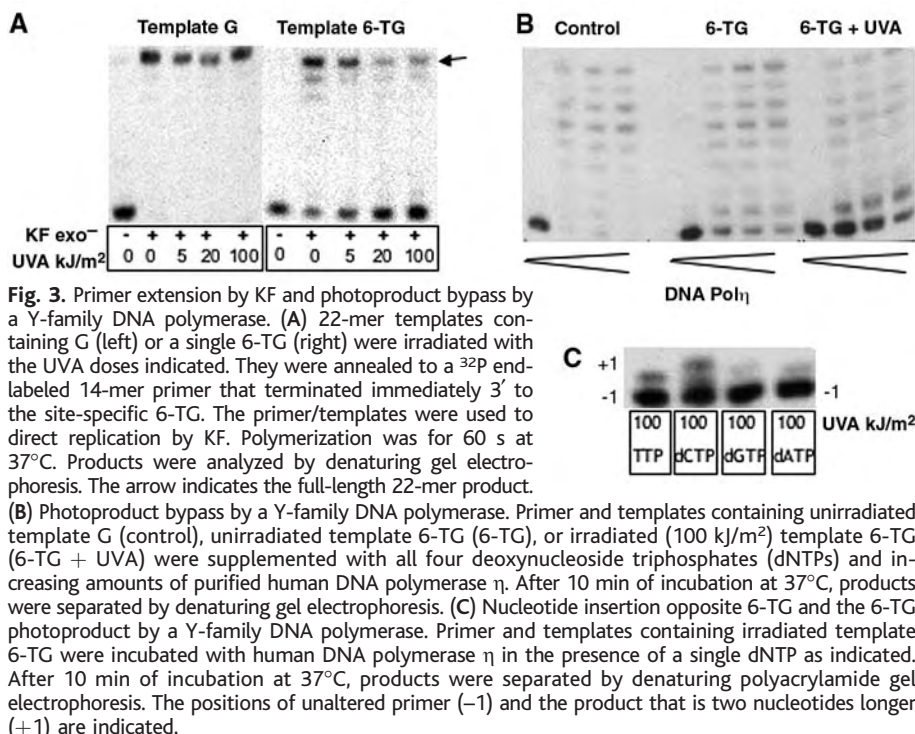 A
Template G
Template 6-TG
KF exo⁻
- + + + +
- + + + +
UVA kJ/m²
0 0 5 20 100
0 0 5 20 100
B
Control
6-TG
6-TG + UVA
DNA Polη
C
+1
-1
-1
100 100 100 100
UVA kJ/m²
TTP dCTP dGTP dATP
Fig. 3. Primer extension by KF and photoproduct bypass by
a Y-family DNA polymerase. (A) 22-mer templates con-
taining G (left) or a single 6-TG (right) were irradiated with
the UVA doses indicated. They were annealed to a ³²P end-
labeled 14-mer primer that terminated immediately 3′ to
the site-specific 6-TG. The primer/templates were used to
direct replication by KF. Polymerization was for 60 s at
37°C. Products were analyzed by denaturing gel electro-
phoresis. The arrow indicates the full-length 22-mer product.
(B) Photoproduct bypass by a Y-family DNA polymerase. Primer and templates containing unirradiated
template G (control), unirradiated template 6-TG (6-TG), or irradiated (100 kJ/m²) template 6-TG
(6-TG + UVA) were supplemented with all four deoxynucleoside triphosphates (dNTPs) and in-
creasing amounts of purified human DNA polymerase η. After 10 min of incubation at 37°C, products
were separated by denaturing gel electrophoresis. (C) Nucleotide insertion opposite 6-TG and the 6-TG
photoproduct by a Y-family DNA polymerase. Primer and templates containing irradiated template
6-TG were incubated with human DNA polymerase η in the presence of a single dNTP as indicated.
After 10 min of incubation at 37°C, products were separated by denaturing polyacrylamide gel
electrophoresis. The positions of unaltered primer (–1) and the product that is two nucleotides longer
(+1) are indicated.